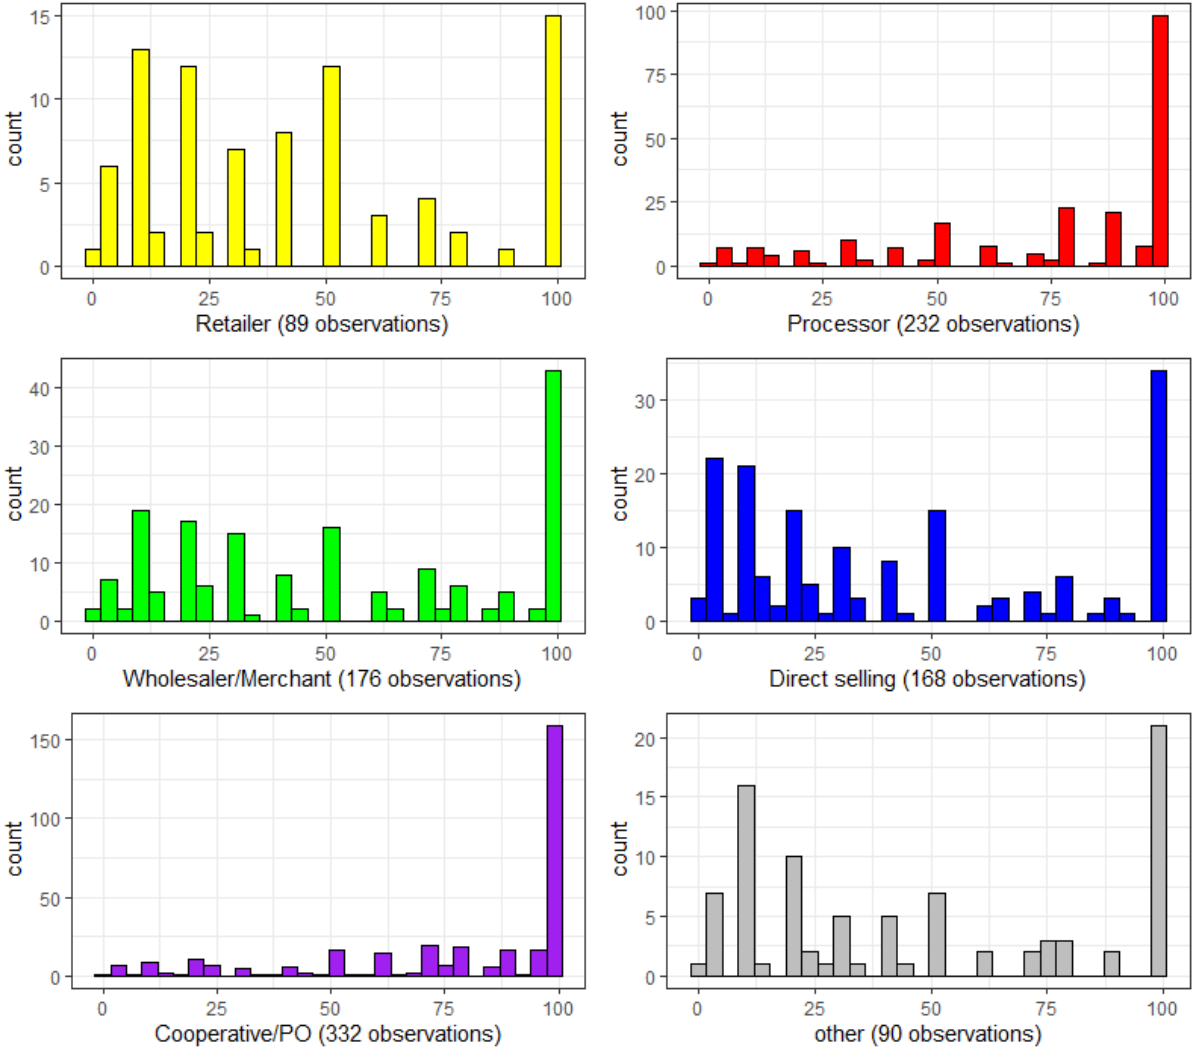 count
15
10
5
0
0 25 50 75 100
Retailer (89 observations)
count
100
75
50
25
0
0 25 50 75 100
Processor (232 observations)
count
40
30
20
10
0
0 25 50 75 100
Wholesaler/Merchant (176 observations)
count
30
20
10
0
0 25 50 75 100
Direct selling (168 observations)
count
150
100
50
0
0 25 50 75 100
Cooperative/PO (332 observations)
count
20
15
10
5
0
0 25 50 75 100
other (90 observations)